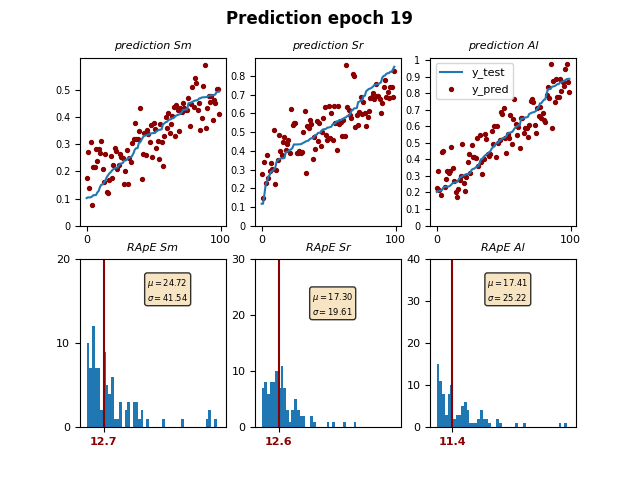 Prediction epoch 19
prediction Sm
prediction Sr
prediction Al
0.5
0.4
0.3
0.2
0.1
0
0 100
0.8
0.7
0.6
0.5
0.4
0.3
0.2
0.1
0
0 100
1
0.9
0.8
0.7
0.6
0.5
0.4
0.3
0.2
0.1
0
0 100
y_test
y_pred
RApE Sm
RApE Sr
RApE Al
20
10
0
μ = 24.72
σ = 41.54
12.7
30
20
10
0
μ = 17.30
σ = 19.61
12.6
40
30
20
10
0
μ = 17.41
σ = 25.22
11.4